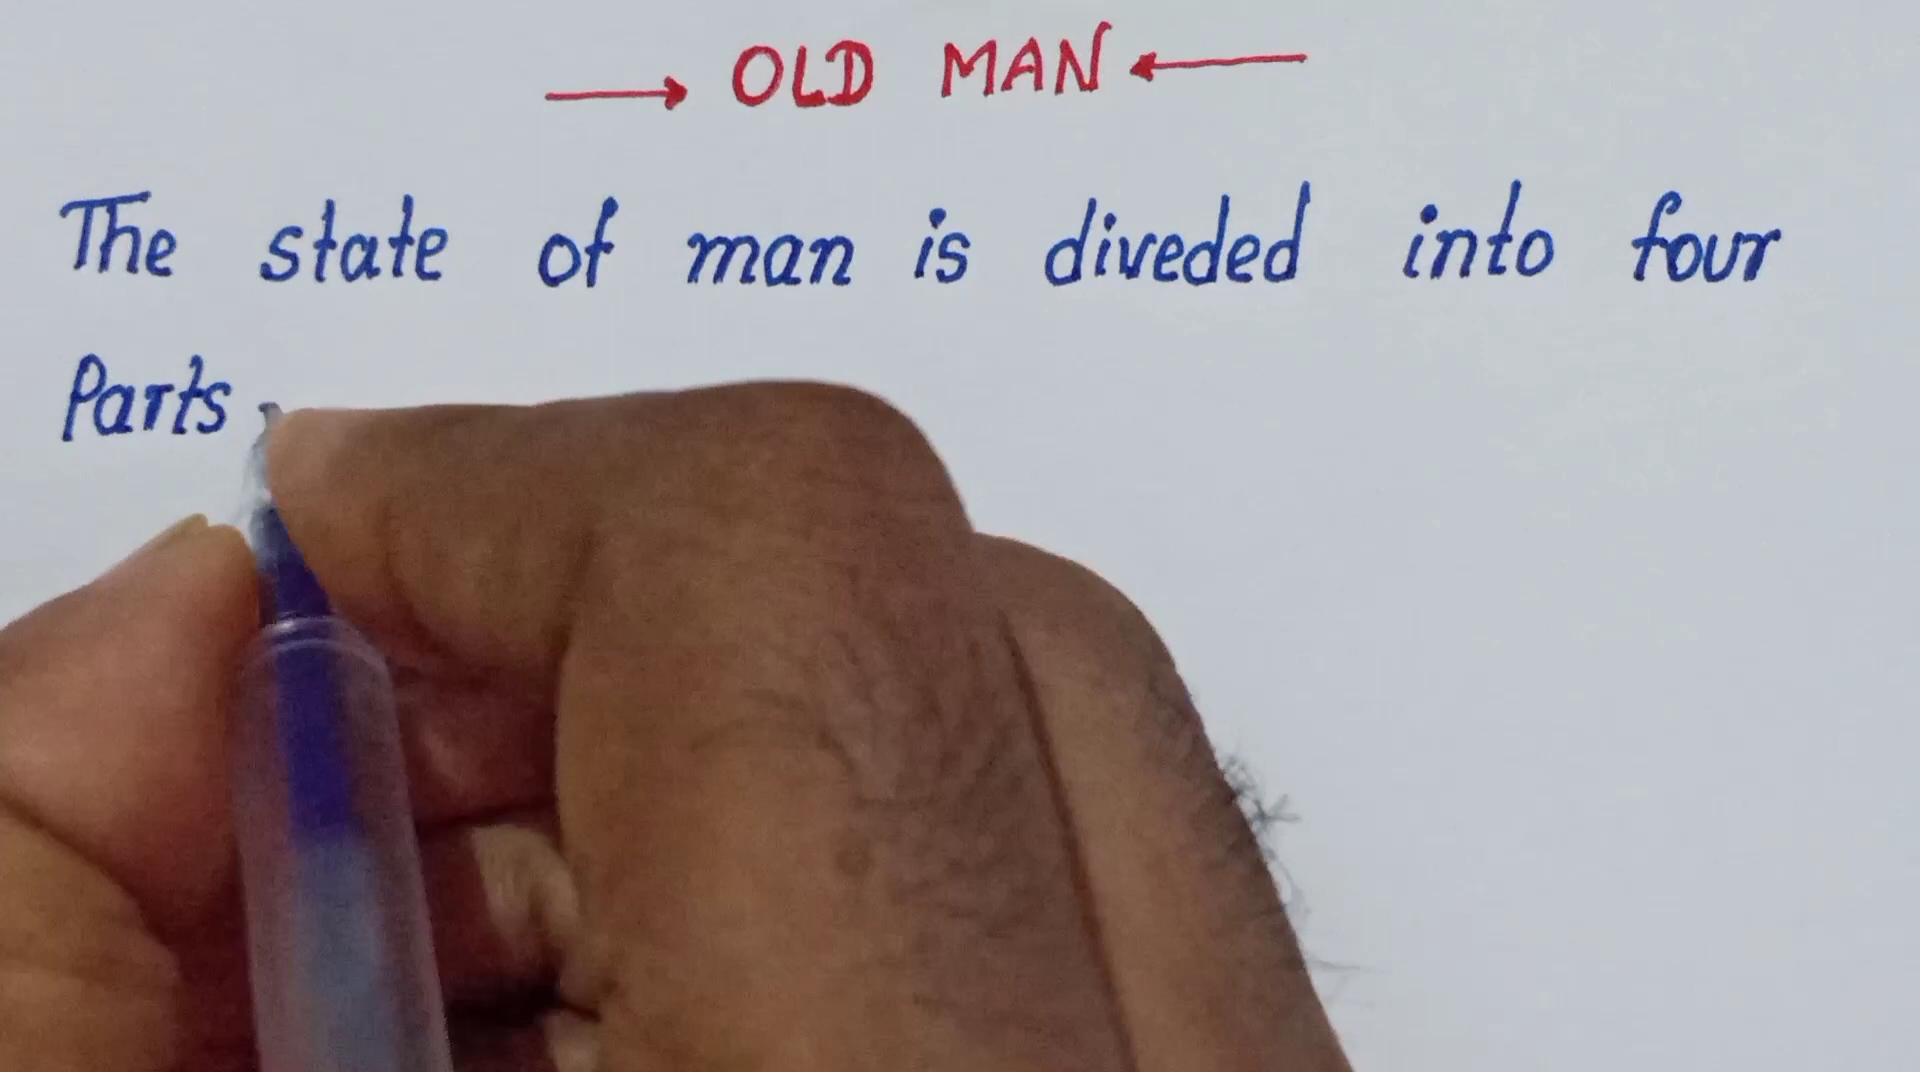 OLD MAN
The state of man is diveded into four
Parts